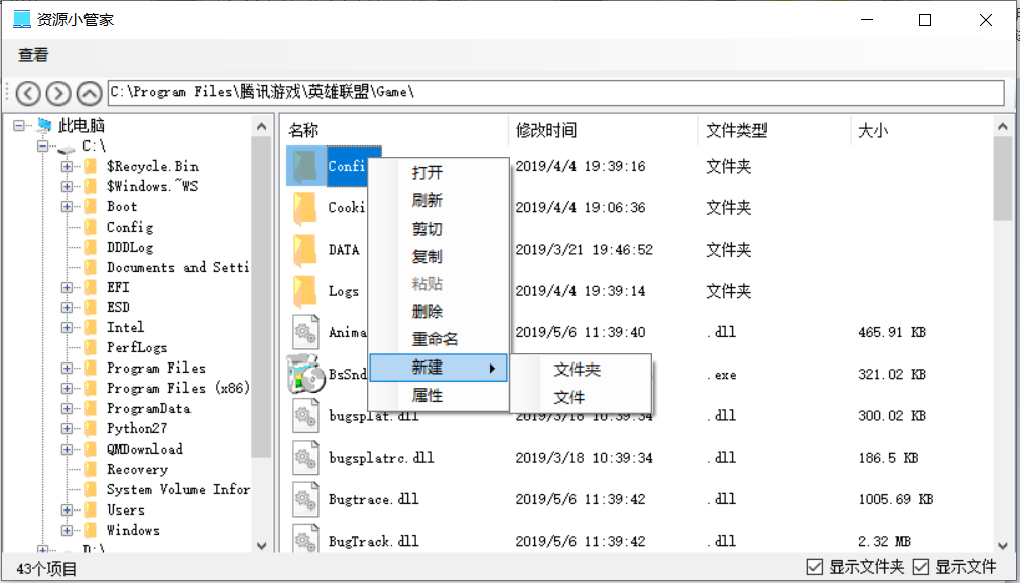 资源小管家
查看
C:\Program Files\腾讯游戏\英雄联盟\Game\
此电脑
C:\
$Recycle.Bin
$Windows.~WS
Boot
Config
DDDLog
Documents and Setti
EFI
ESD
Intel
PerfLogs
Program Files
Program Files (x86)
ProgramData
Python27
QMDownload
Recovery
System Volume Infor
Users
Windows
D:\
名称 修改时间 文件类型 大小
Confi 2019/4/4 19:39:16 文件夹
Cooki 2019/4/4 19:06:36 文件夹
DATA 2019/3/21 19:46:52 文件夹
Logs 2019/4/4 19:39:14 文件夹
Anima 2019/5/6 11:39:40 .dll 465.91 KB
BsSnd .exe 321.02 KB
bugsplat.dll 2019/3/18 10:39:34 .dll 300.02 KB
bugsplatrc.dll 2019/3/18 10:39:34 .dll 186.5 KB
Bugtrace.dll 2019/5/6 11:39:42 .dll 1005.69 KB
BugTrack.dll 2019/5/6 11:39:42 .dll 2.32 MB
打开
刷新
剪切
复制
粘贴
删除
重命名
新建
属性
文件夹
文件
43个项目
显示文件夹 显示文件